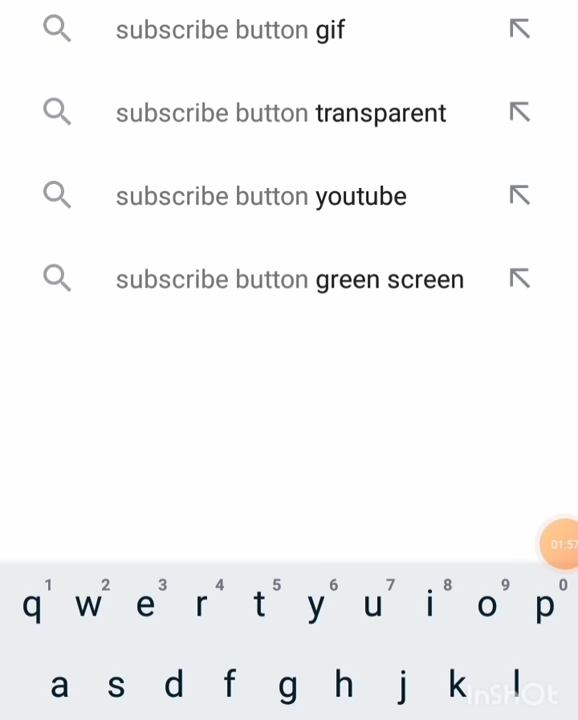 subscribe button gif
subscribe button transparent
subscribe button youtube
subscribe button green screen
01:57
1 2 3 4 5 6 7 8 9 0
q w e r t y u i o p
a s d f g h j k l
InShOt